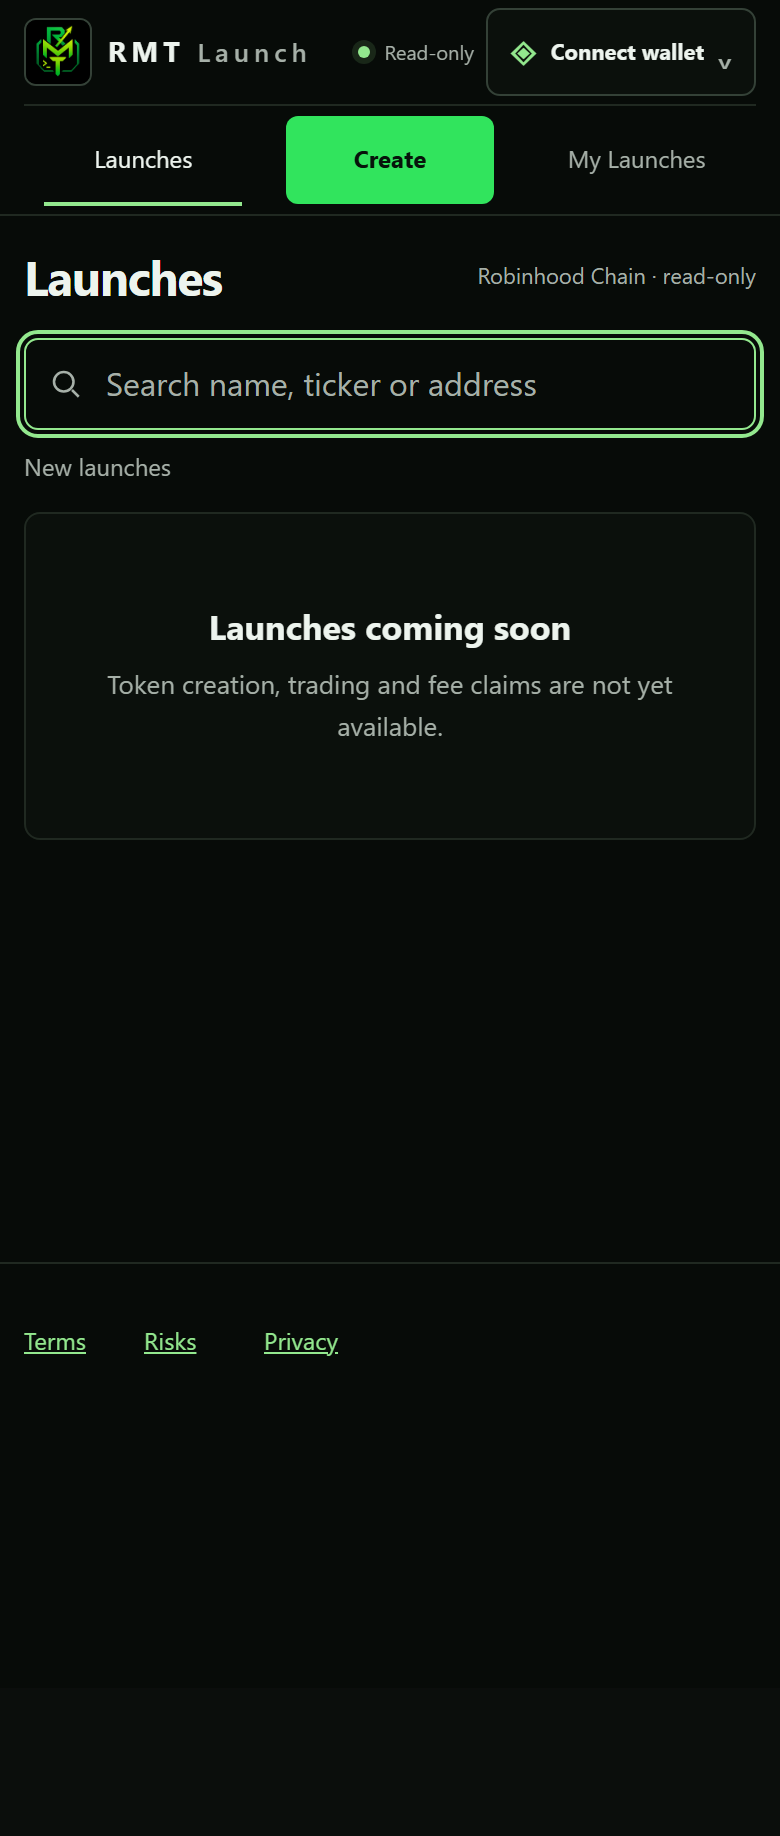 RMT Launch
Read-only
Connect wallet
Launches
Create
My Launches
Launches
Robinhood Chain · read-only
Search name, ticker or address
New launches
Launches coming soon
Token creation, trading and fee claims are not yet
available.
Terms
Risks
Privacy